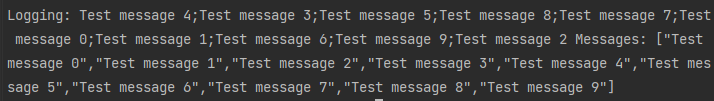 Logging: Test message 4;Test message 3;Test message 5;Test message 8;Test message 7;Test
message 0;Test message 1;Test message 6;Test message 9;Test message 2 Messages: ["Test
message 0","Test message 1","Test message 2","Test message 3","Test message 4","Test mes
sage 5","Test message 6","Test message 7","Test message 8","Test message 9"]